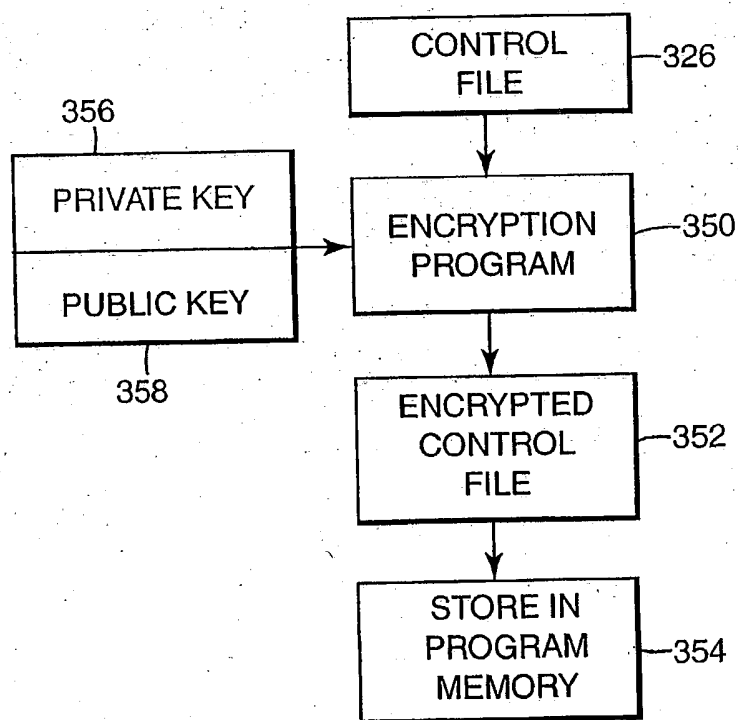 CONTROL
FILE
326
356
PRIVATE KEY
PUBLIC KEY
358
ENCRYPTION
PROGRAM
350
ENCRYPTED
CONTROL
FILE
352
STORE IN
PROGRAM
MEMORY
354